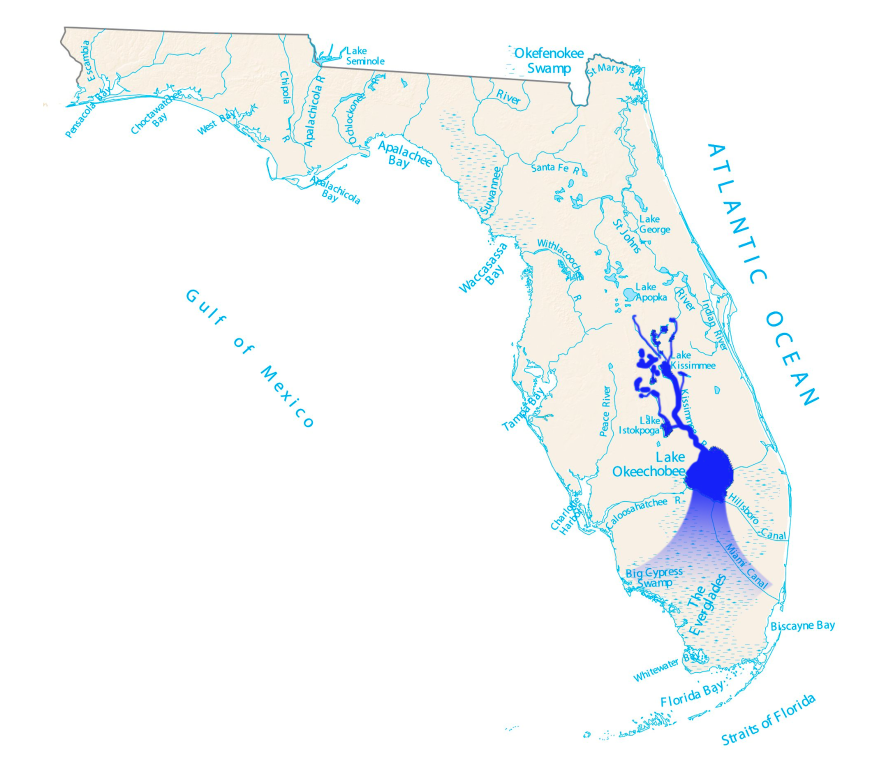 Okefenokee
Swamp
Lake
Seminole
St Marys
Escambia
Pensacola Bay
Choctawhatchee
Bay
West Bay
Chipola
R
Apalachicola R
Ochlockonee
R
Apalachicola
Bay
Apalachee
Bay
River
Suwannee
Santa Fe R
Waccasassa
Bay
Withlacoochee
R
St Johns
River
Lake
George
Lake
Apopka
Indian River
ATLANTIC OCEAN
Gulf of Mexico
Lake
Kissimmee
Kissimmee R
Tampa Bay
Peace River
Lake
Istokpoga
Lake
Okeechobee
Charlotte
Harbor
Caloosahatchee R
Hillsboro Canal
Miami Canal
Big Cypress
Swamp
The
Everglades
Biscayne Bay
Whitewater Bay
Florida Bay
Straits of Florida